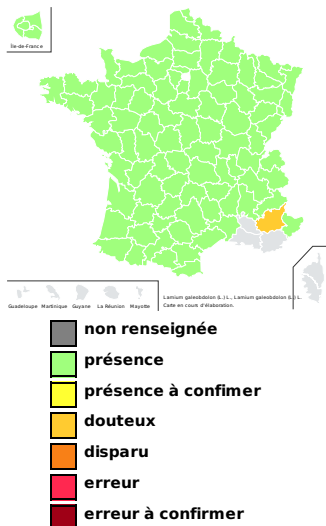 Île-de-France
Guadeloupe Martinique Guyane La Réunion Mayotte
Lamium galeobdolon (L.) L., Lamium galeobdolon (L.) L.
Carte en cours d'élaboration.
non renseignée
présence
présence à confimer
douteux
disparu
erreur
erreur à confirmer